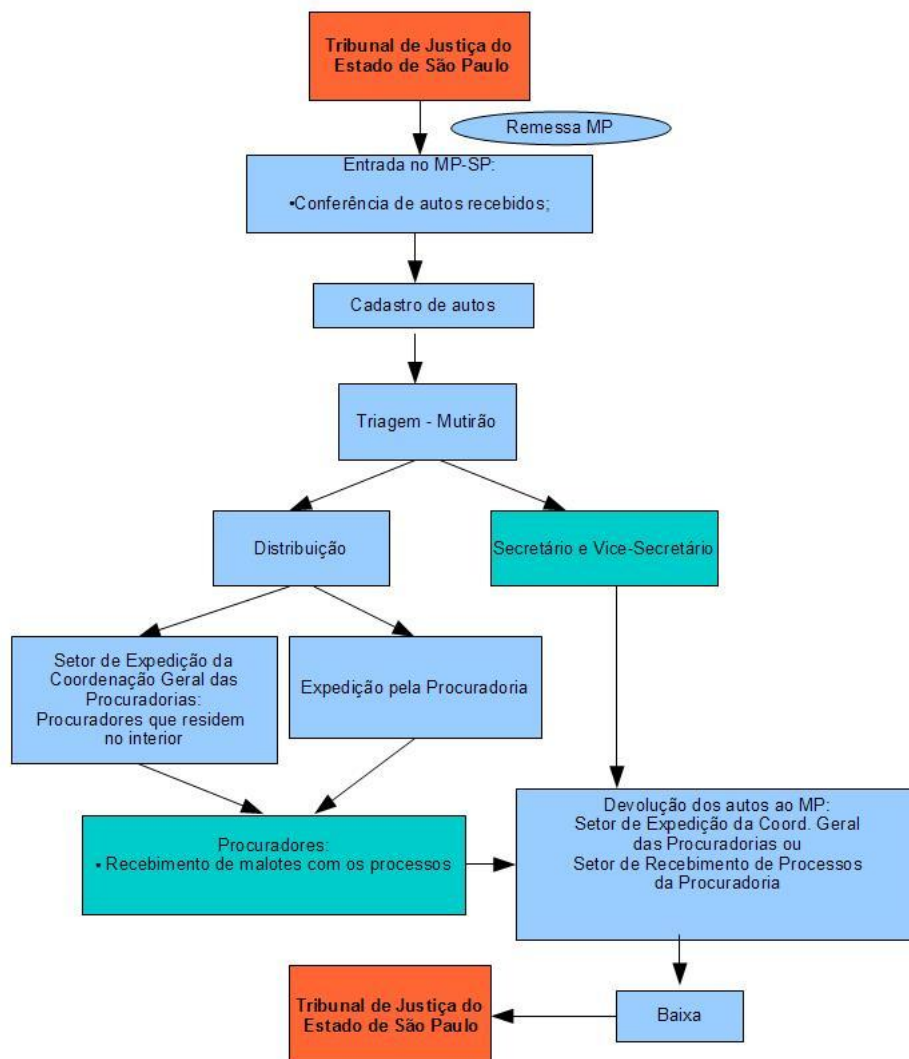 Tribunal de Justiça do
Estado de São Paulo
Remessa MP
Entrada no MP-SP:
•Conferência de autos recebidos;
Cadastro de autos
Triagem - Mutirão
Distribuição
Secretário e Vice-Secretário
Setor de Expedição da
Coordenação Geral das
Procuradorias:
Procuradores que residem
no interior
Expedição pela Procuradoria
Procuradores:
• Recebimento de malotes com os processos
Devolução dos autos ao MP:
Setor de Expedição da Coord. Geral
das Procuradorias ou
Setor de Recebimento de Processos
da Procuradoria
Tribunal de Justiça do
Estado de São Paulo
Baixa